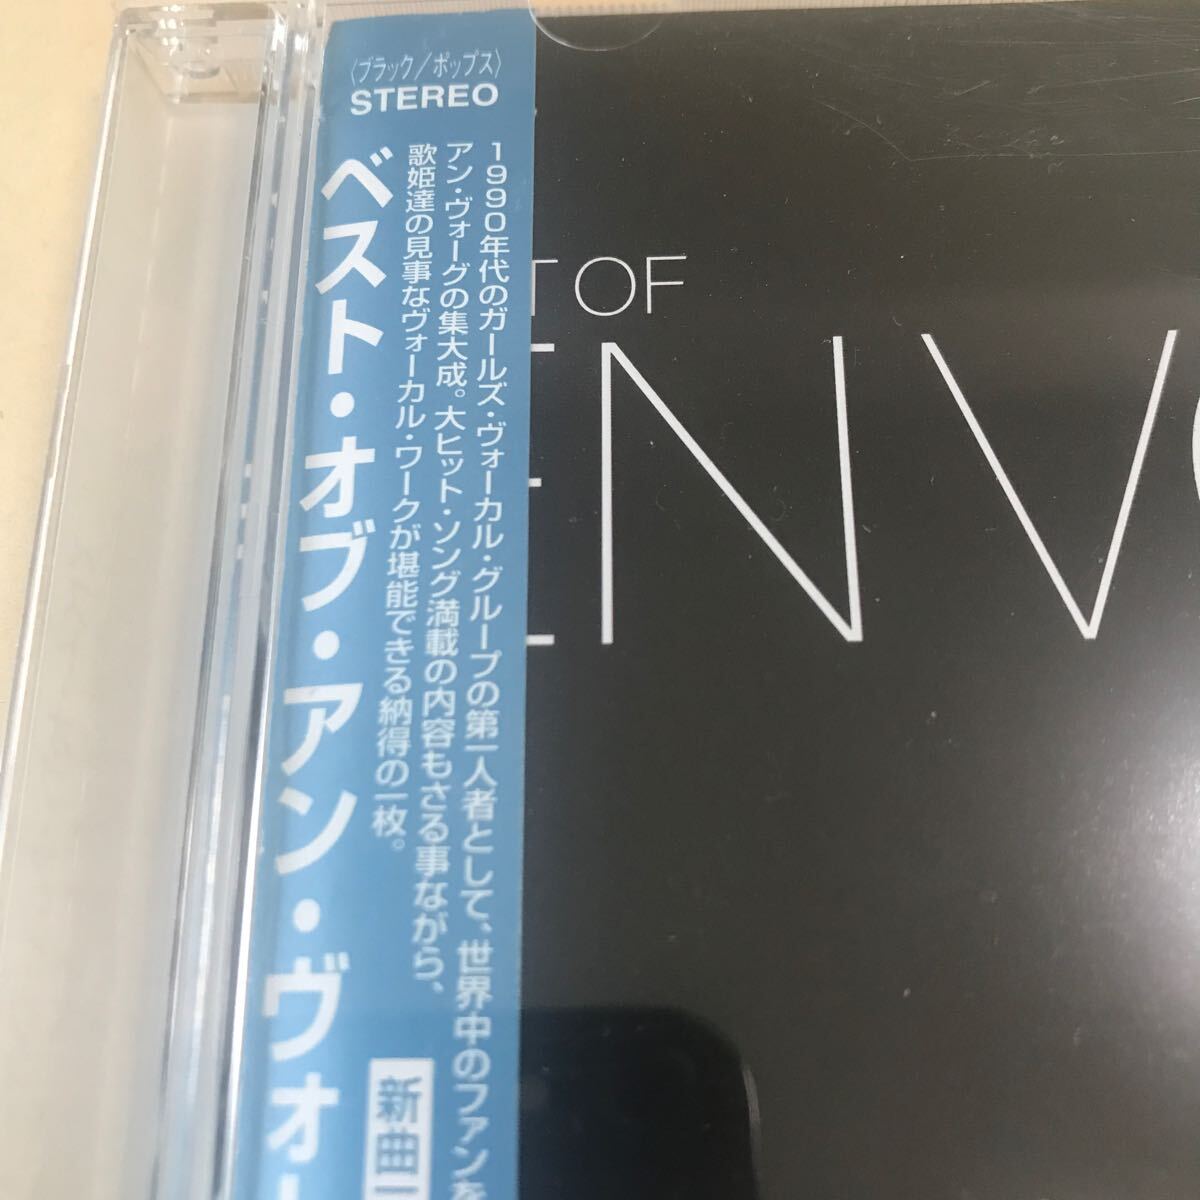 〈ブラック／ポップス〉
STEREO
1990年代のガールズ・ヴォーカル・グループの第一人者として、世界中のファンを
アン・ヴォーグの集大成。大ヒット・ソング満載の内容もさる事ながら、
歌姫達の見事なヴォーカル・ワークが堪能できる納得の一枚。
ベスト・オブ・アン・ヴォー
新曲
T OF
EN V